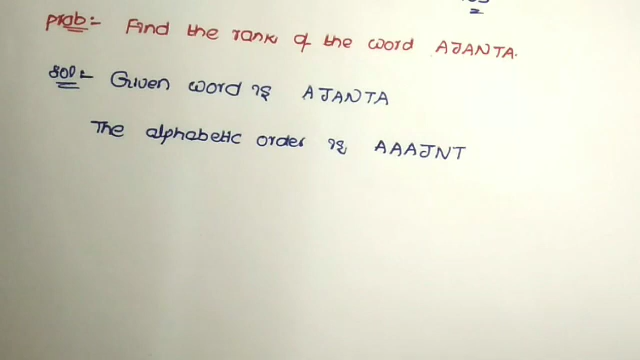 prob:- Find the rank of the word AJANTA.
Sol:- Given word is AJANTA
The alphabetic order is AAAJNT